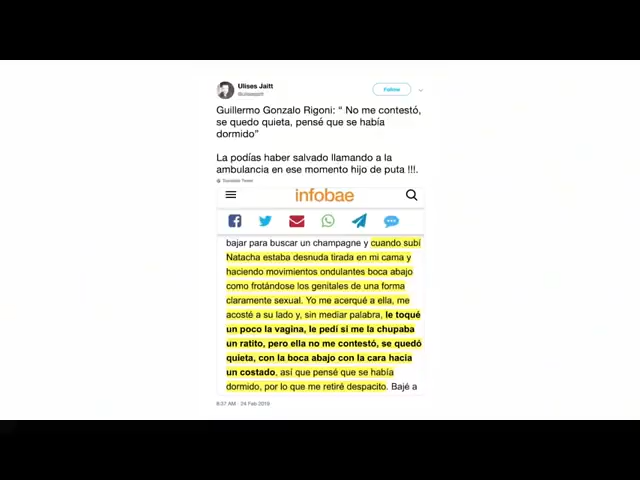 Ulises Jaitt
Follow
Guillermo Gonzalo Rigoni: “ No me contestó,
se quedo quieta, pensé que se había
dormido”
La podías haber salvado llamando a la
ambulancia en ese momento hijo de puta !!!.
Translate Tweet
infobae
bajar para buscar un champagne y cuando subí
Natacha estaba desnuda tirada en mi cama y
haciendo movimientos ondulantes boca abajo
como frotándose los genitales de una forma
claramente sexual. Yo me acerqué a ella, me
acosté a su lado y, sin mediar palabra, le toqué
un poco la vagina, le pedí si me la chupaba
un ratito, pero ella no me contestó, se quedó
quieta, con la boca abajo con la cara hacia
un costado, así que pensé que se había
dormido, por lo que me retiré despacito. Bajé a
8:37 AM · 24 Feb 2019